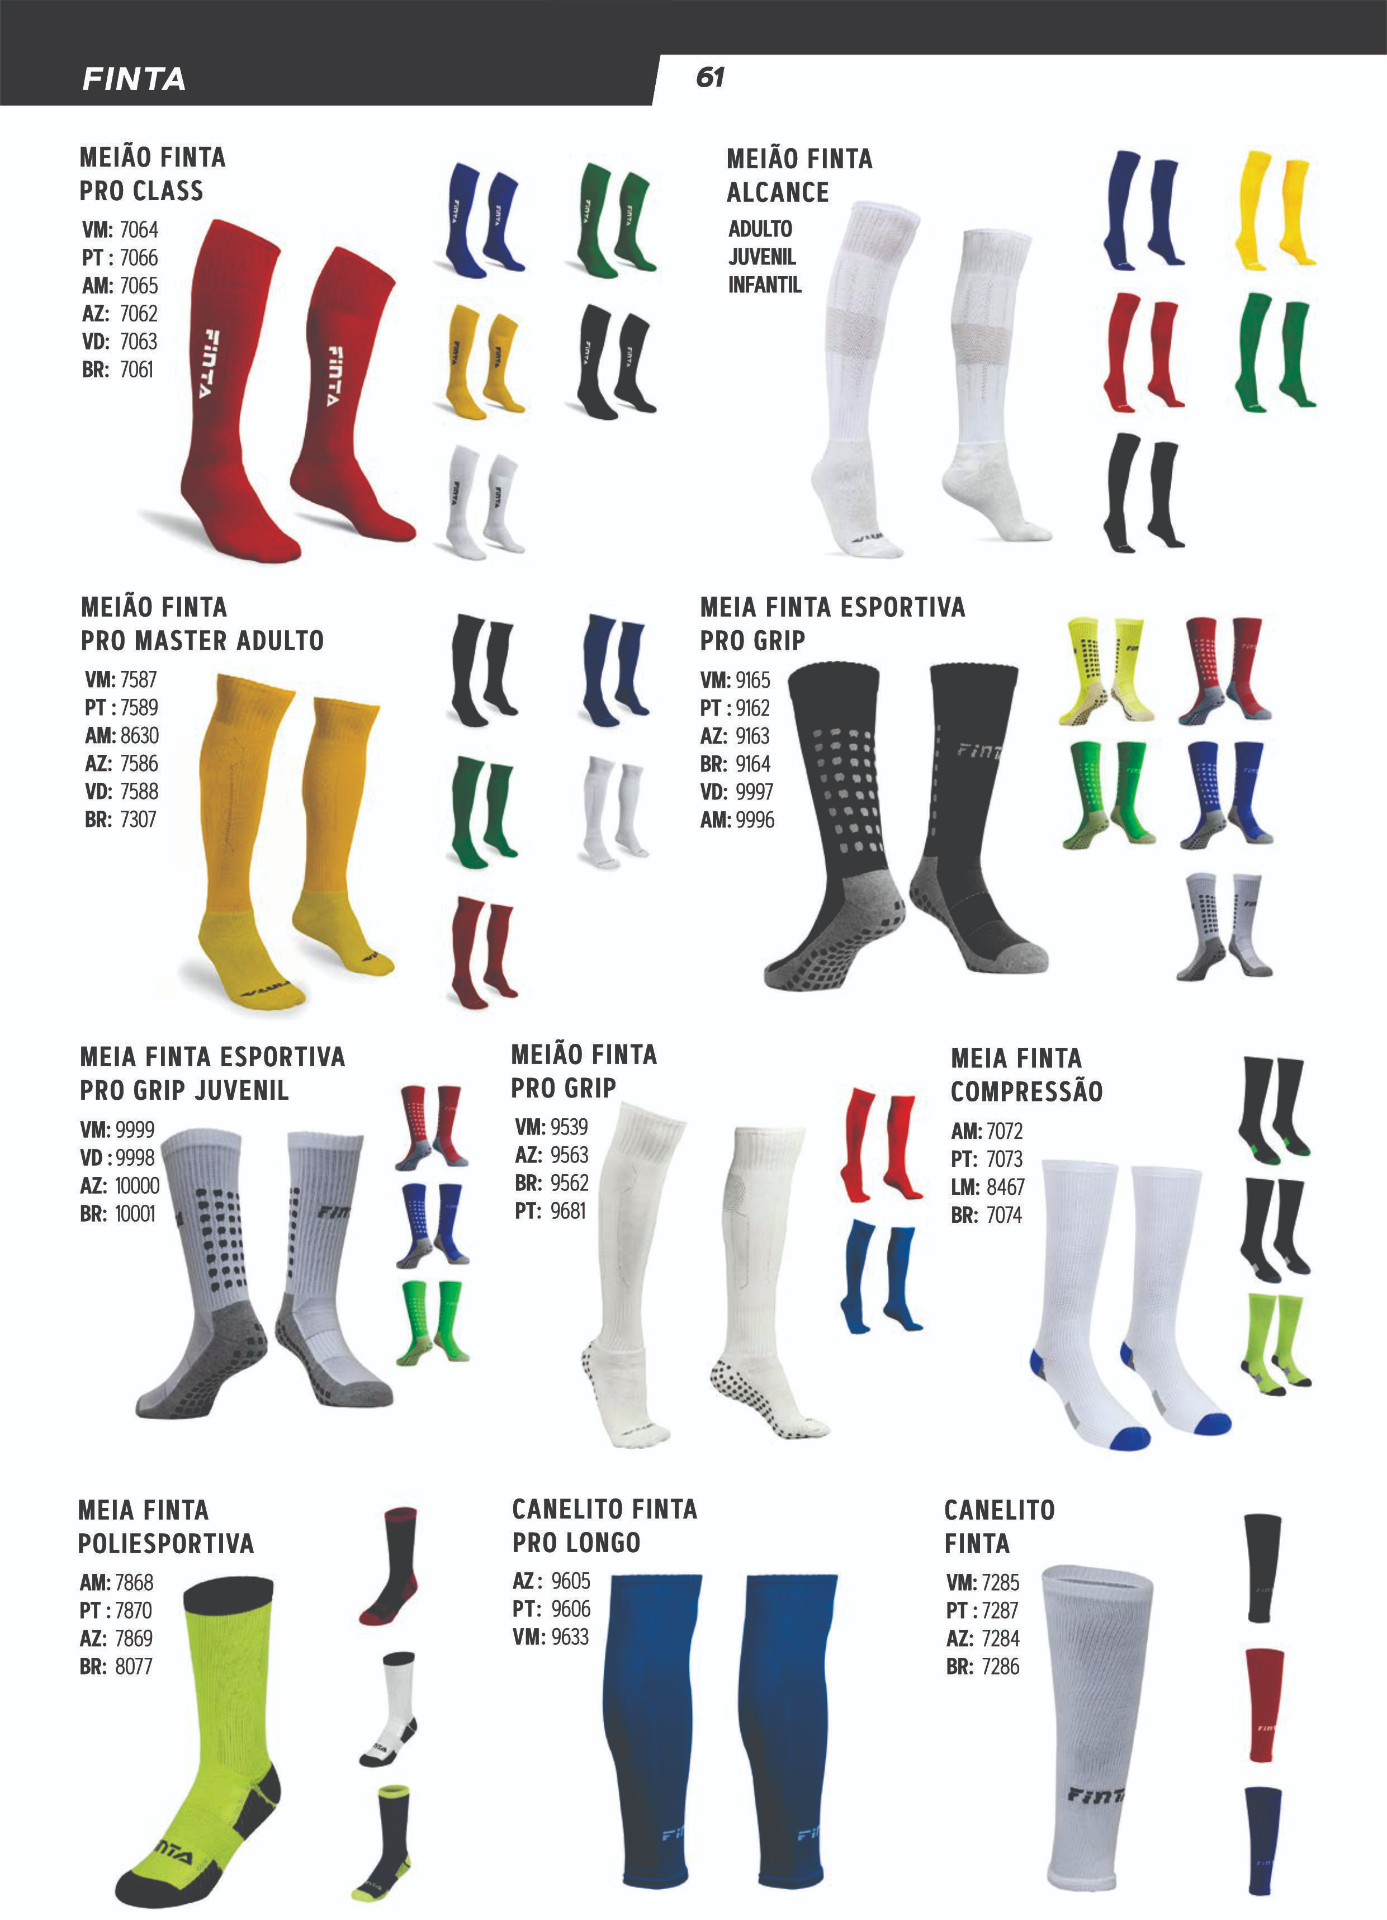 FINTA
61
MEIÃO FINTA
PRO CLASS
VM: 7064
PT : 7066
AM: 7065
AZ: 7062
VD: 7063
BR: 7061
FINTA
FINTA
MEIÃO FINTA
ALCANCE
ADULTO
JUVENIL
INFANTIL
MEIÃO FINTA
PRO MASTER ADULTO
VM: 7587
PT : 7589
AM: 8630
AZ: 7586
VD: 7588
BR: 7307
MEIA FINTA ESPORTIVA
PRO GRIP
VM: 9165
PT : 9162
AZ: 9163
BR: 9164
VD: 9997
AM: 9996
MEIA FINTA ESPORTIVA
PRO GRIP JUVENIL
VM: 9999
VD : 9998
AZ: 10000
BR: 10001
MEIÃO FINTA
PRO GRIP
VM: 9539
AZ: 9563
BR: 9562
PT: 9681
MEIA FINTA
COMPRESSÃO
AM: 7072
PT: 7073
LM: 8467
BR: 7074
MEIA FINTA
POLIESPORTIVA
AM: 7868
PT : 7870
AZ: 7869
BR: 8077
CANELITO FINTA
PRO LONGO
AZ : 9605
PT: 9606
VM: 9633
CANELITO
FINTA
VM: 7285
PT : 7287
AZ: 7284
BR: 7286